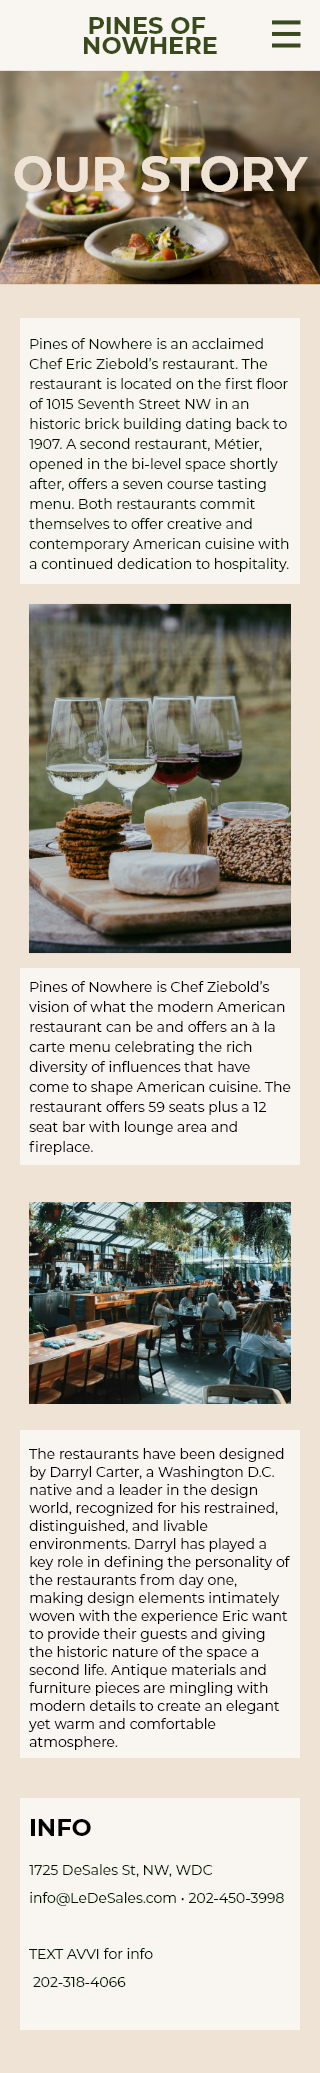 PINES OF
NOWHERE
OUR STORY
Pines of Nowhere is an acclaimed
Chef Eric Ziebold's restaurant. The
restaurant is located on the first floor
of 1015 Seventh Street NW in an
historic brick building dating back to
1907. A second restaurant, Métier,
opened in the bi-level space shortly
after, offers a seven course tasting
menu. Both restaurants commit
themselves to offer creative and
contemporary American cuisine with
a continued dedication to hospitality.
Pines of Nowhere is Chef Ziebold's
vision of what the modern American
restaurant can be and offers an à la
carte menu celebrating the rich
diversity of influences that have
come to shape American cuisine. The
restaurant offers 59 seats plus a 12
seat bar with lounge area and
fireplace.
The restaurants have been designed
by Darryl Carter, a Washington D.C.
native and a leader in the design
world, recognized for his restrained,
distinguished, and livable
environments. Darryl has played a
key role in defining the personality of
the restaurants from day one,
making design elements intimately
woven with the experience Eric want
to provide their guests and giving
the historic nature of the space a
second life. Antique materials and
furniture pieces are mingling with
modern details to create an elegant
yet warm and comfortable
atmosphere.
INFO
1725 DeSales St, NW, WDC
info@LeDeSales.com • 202-450-3998
TEXT AVVI for info
202-318-4066